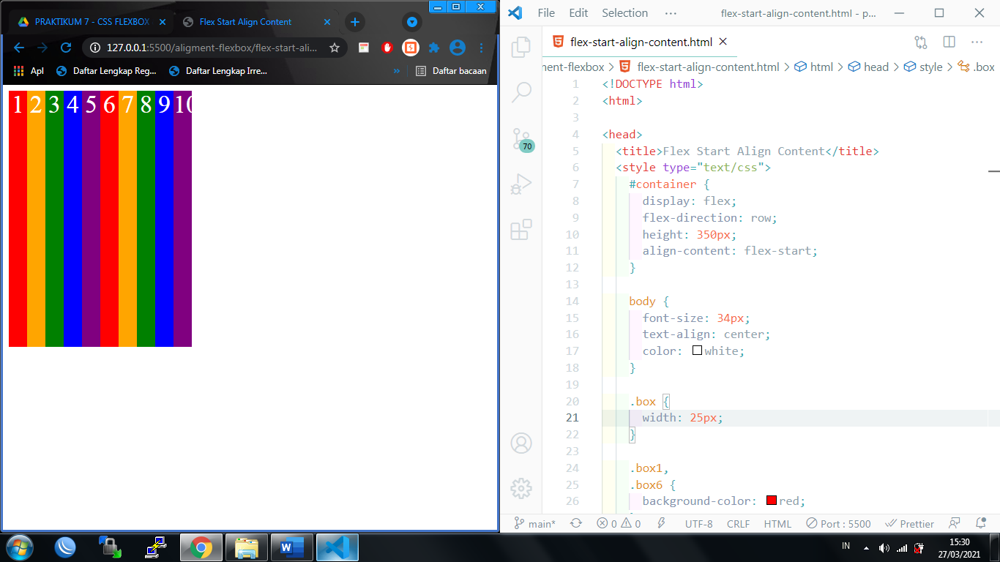 PRAKTIKUM 7 - CSS FLEXBOX
Flex Start Align Content
127.0.0.1:5500/aligment-flexbox/flex-start-ali...
Apl
Daftar Lengkap Reg...
Daftar Lengkap Irre...
»
Daftar bacaan
1 2 3 4 5 6 7 8 9 10
File Edit Selection ···
flex-start-align-content.html - p...
flex-start-align-content.html
ment-flexbox > flex-start-align-content.html > html > head > style > .box
1 <!DOCTYPE html>
2 <html>
3
4 <head>
5 <title>Flex Start Align Content</title>
6 <style type="text/css">
7 #container {
8 display: flex;
9 flex-direction: row;
10 height: 350px;
11 align-content: flex-start;
12 }
13
14 body {
15 font-size: 34px;
16 text-align: center;
17 color: white;
18 }
19
20 .box {
21 width: 25px;
22 }
23
24 .box1,
25 .box6 {
26 background-color: red;
70
main*
0
0
UTF-8
CRLF
HTML
Port : 5500
Prettier
IN
15:30
27/03/2021